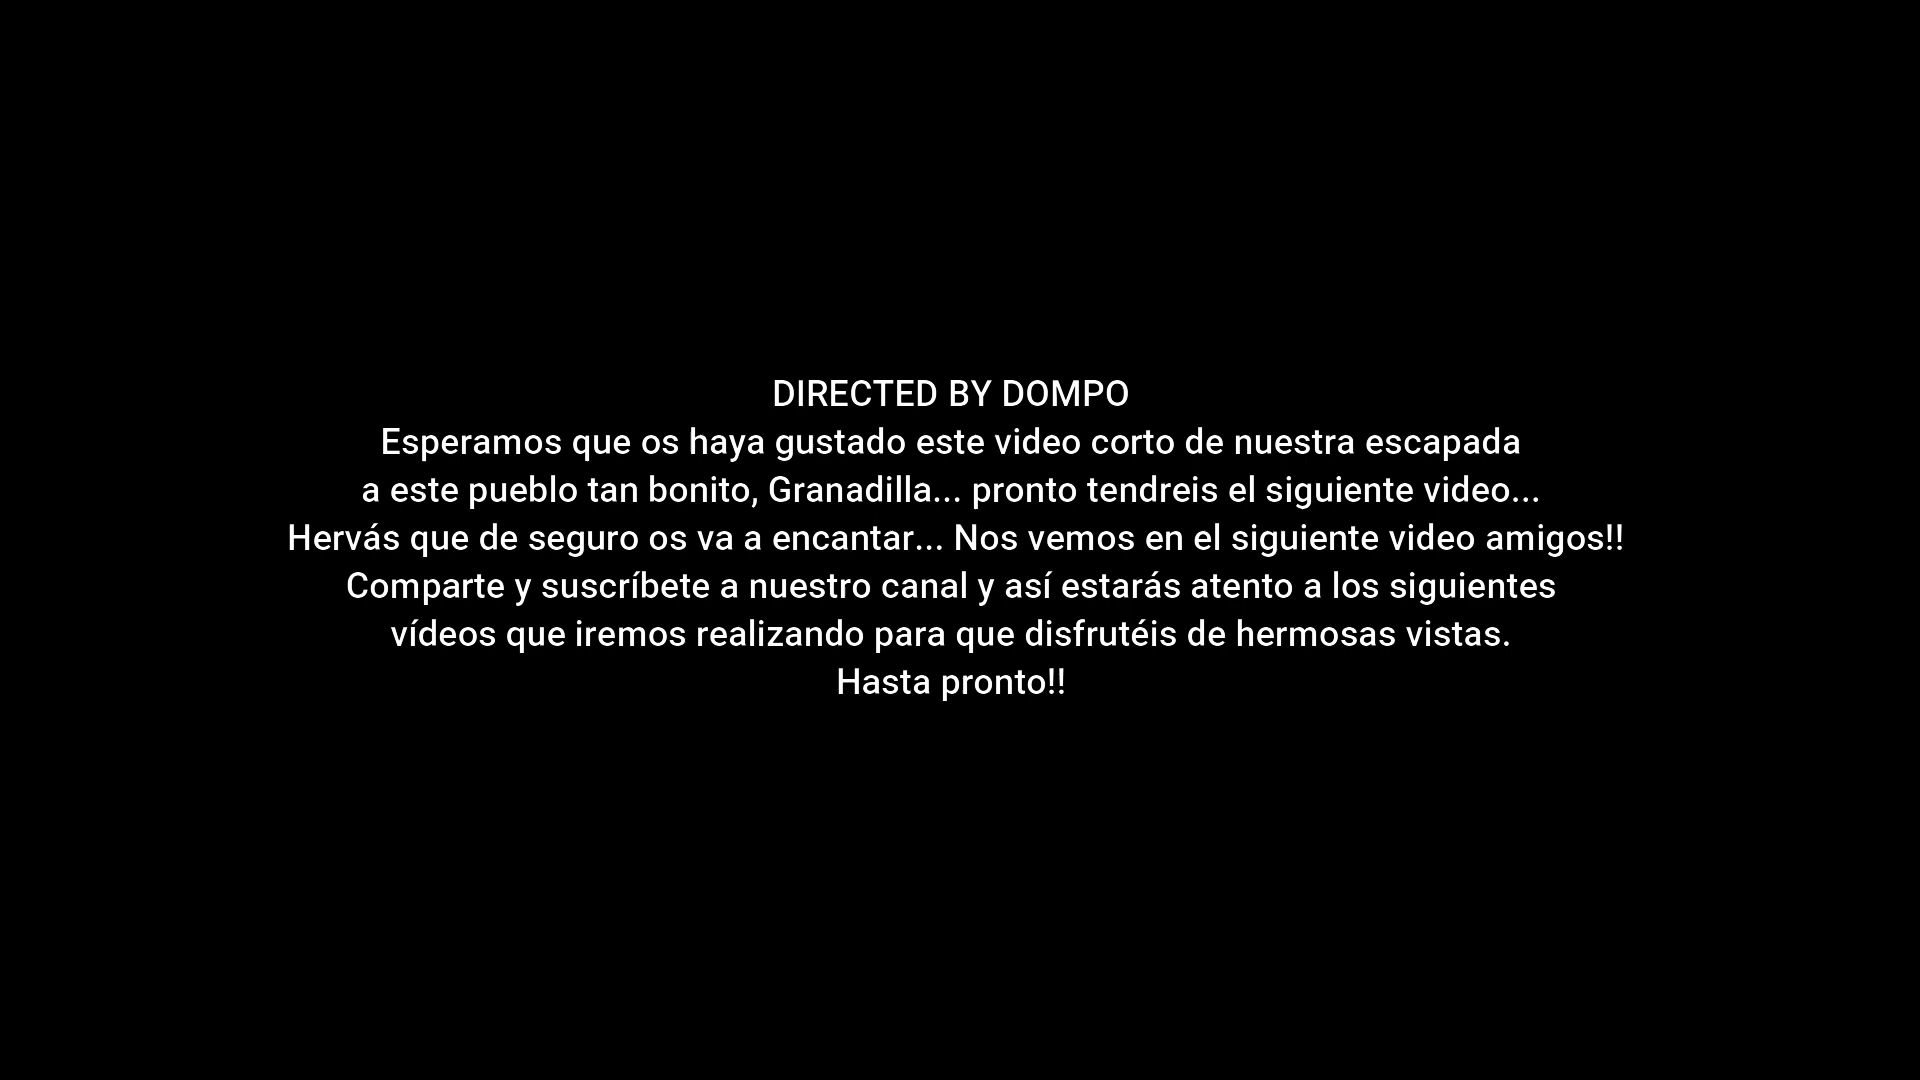 DIRECTED BY DOMPO
Esperamos que os haya gustado este video corto de nuestra escapada
a este pueblo tan bonito, Granadilla... pronto tendreis el siguiente video...
Hervás que de seguro os va a encantar... Nos vemos en el siguiente video amigos!!
Comparte y suscríbete a nuestro canal y así estarás atento a los siguientes
vídeos que iremos realizando para que disfrutéis de hermosas vistas.
Hasta pronto!!